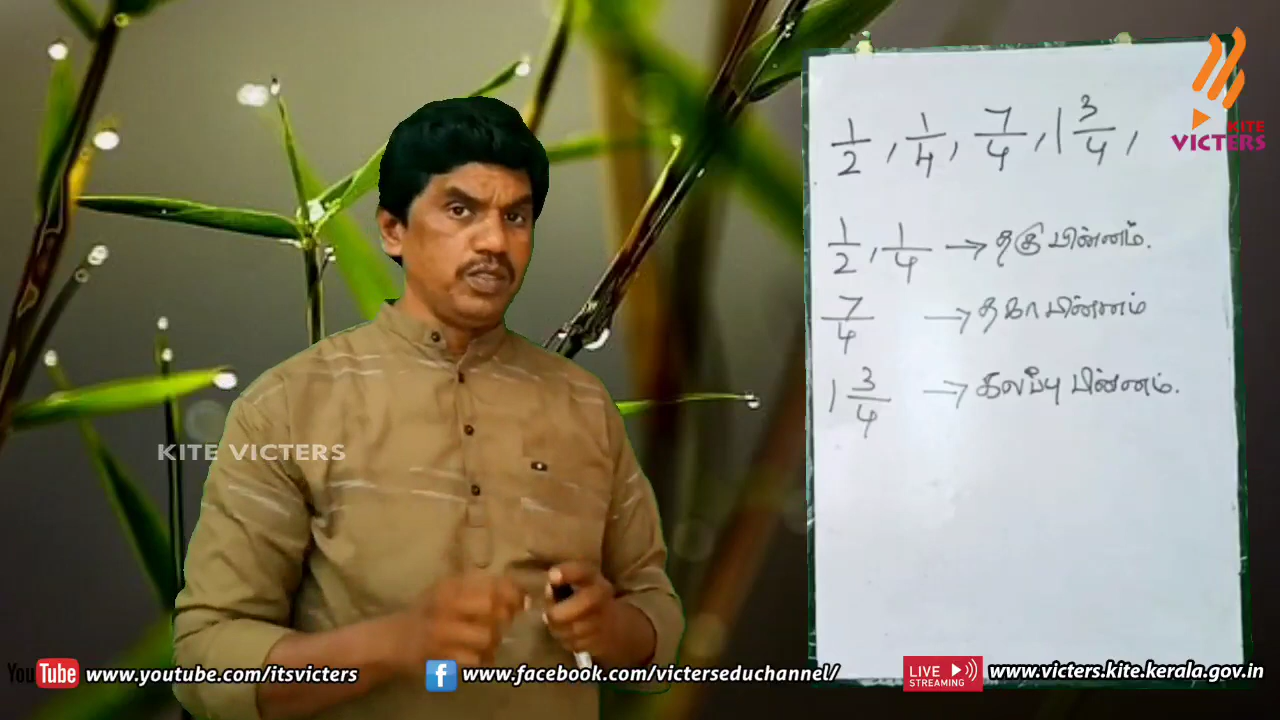 1/2, 1/4, 7/4, 1 3/4,
KITE
VICTERS
1/2, 1/4 → தகு பின்னம்.
7/4 → தகா பின்னம்
1 3/4 → கலப்பு பின்னம்.
KITE VICTERS
You Tube www.youtube.com/itsvicters
f www.facebook.com/victerseduchannel/
LIVE STREAMING www.victers.kite.kerala.gov.in